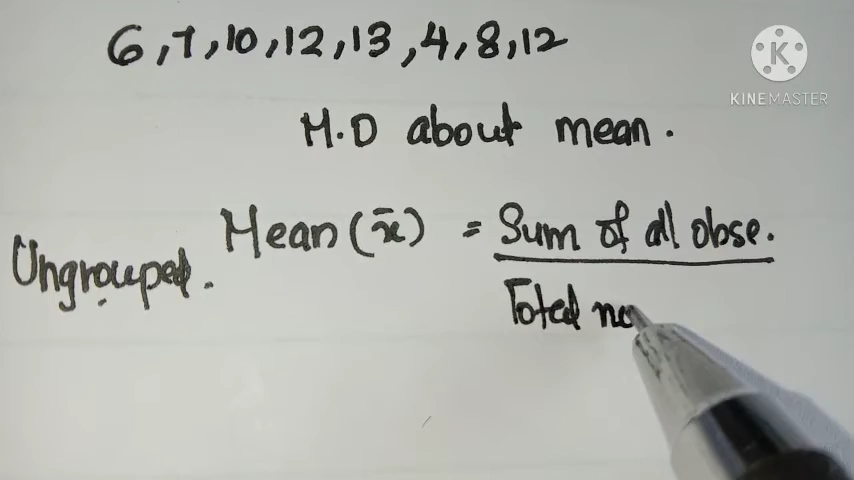 6,7,10,12,13,4,8,12
K
KINEMASTER
M.D about mean.
Ungrouped.
Mean (x̄) = Sum of all obse.
Total no